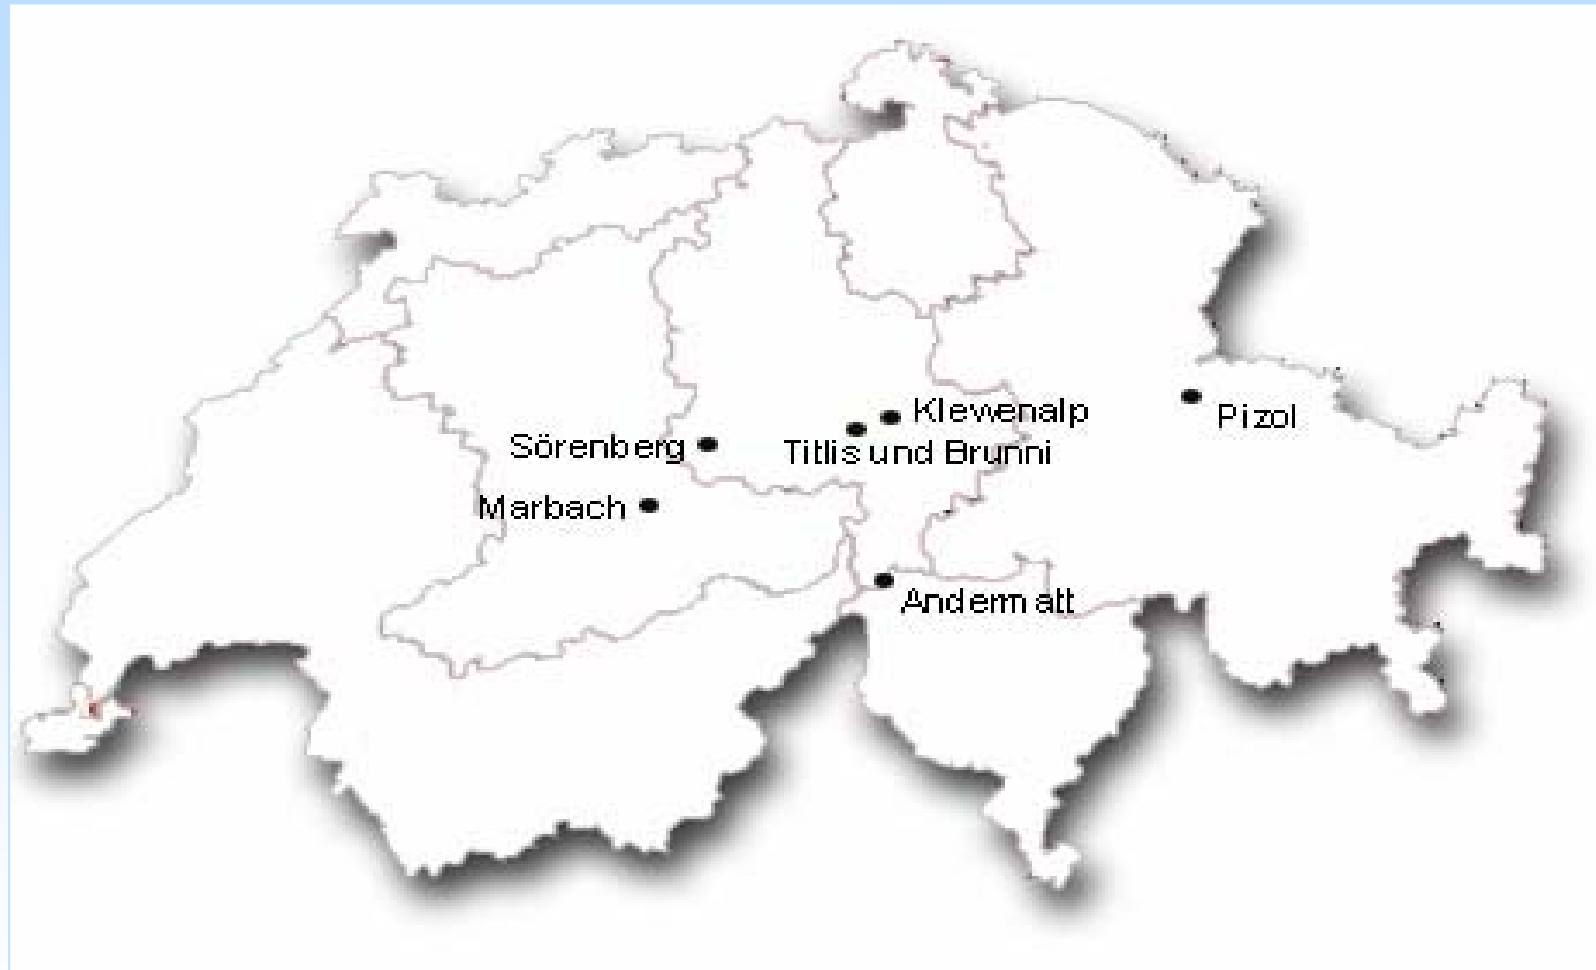 Klewenalp
Pizol
Sörenberg
Titlis und Brunni
Marbach
Andermatt